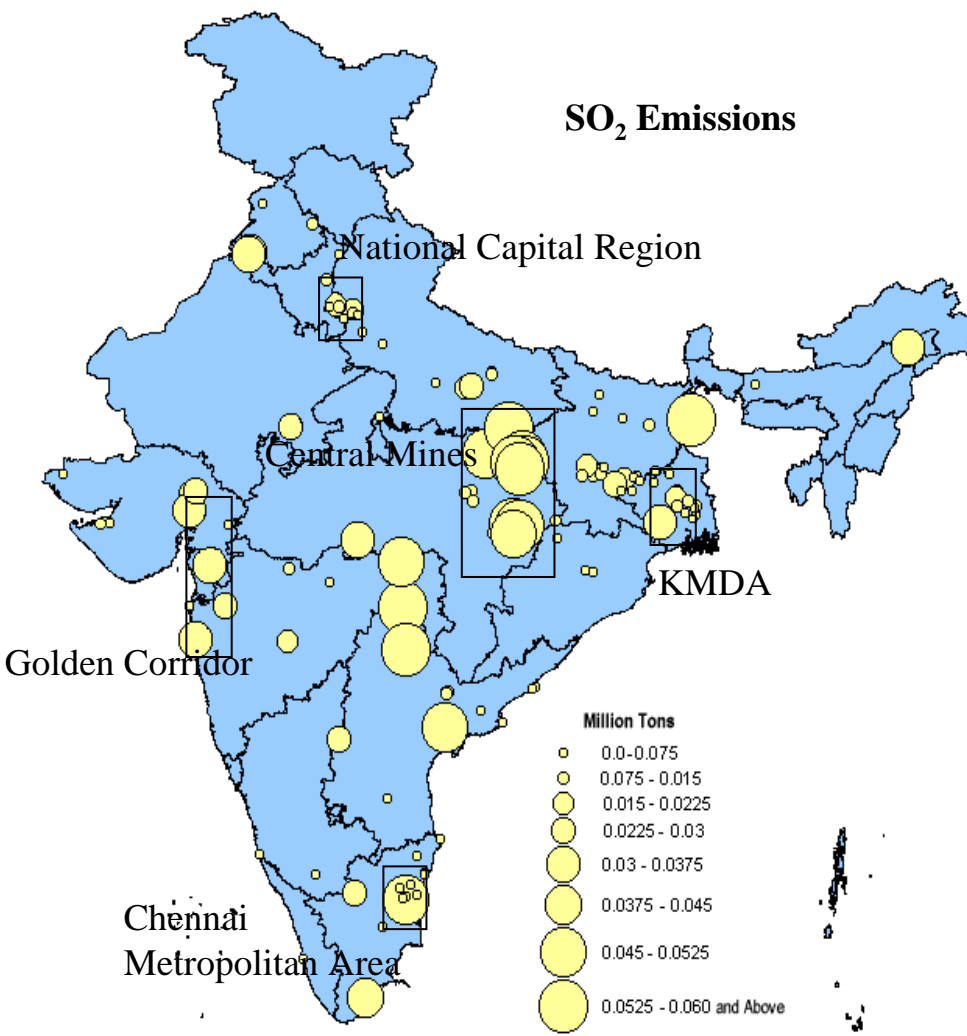 SO₂ Emissions
National Capital Region
Central Mines
KMDA
Golden Corridor
Chennai
Metropolitan Area
Million Tons
0.0-0.075
0.075 - 0.015
0.015 - 0.0225
0.0225 - 0.03
0.03 - 0.0375
0.0375 - 0.045
0.045 - 0.0525
0.0525 - 0.060 and Above